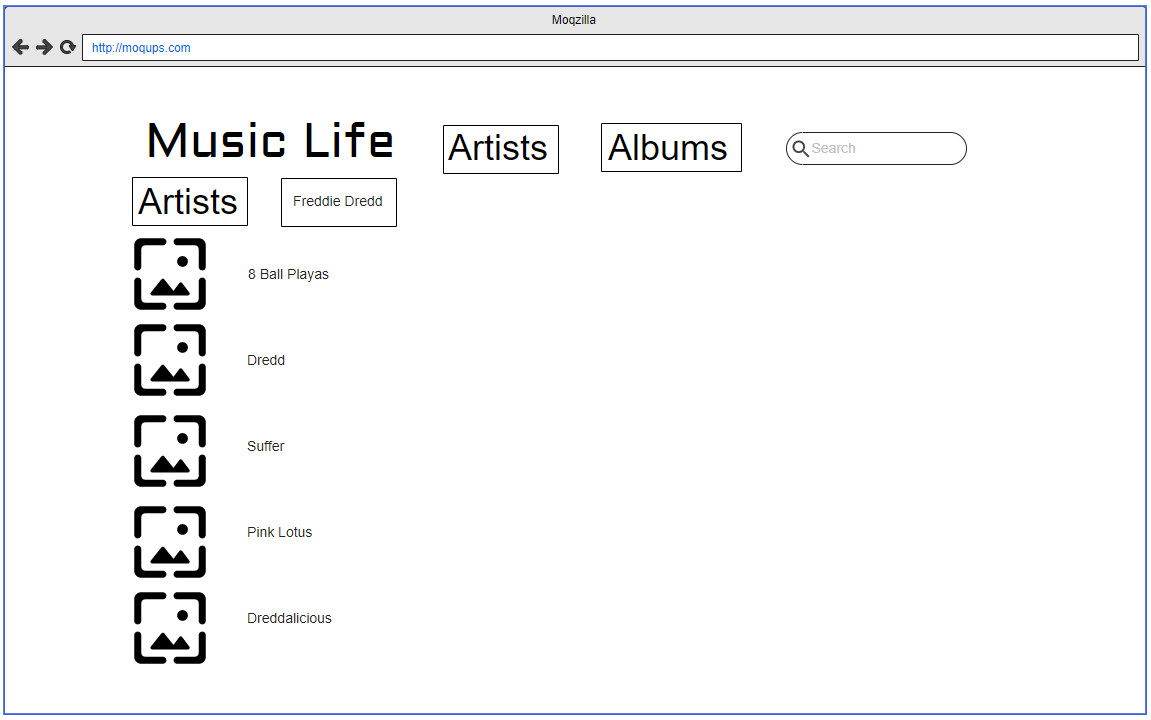 Moqzilla
http://moqups.com
Music Life
Artists
Albums
Search
Artists
Freddie Dredd
8 Ball Playas
Dredd
Suffer
Pink Lotus
Dreddalicious